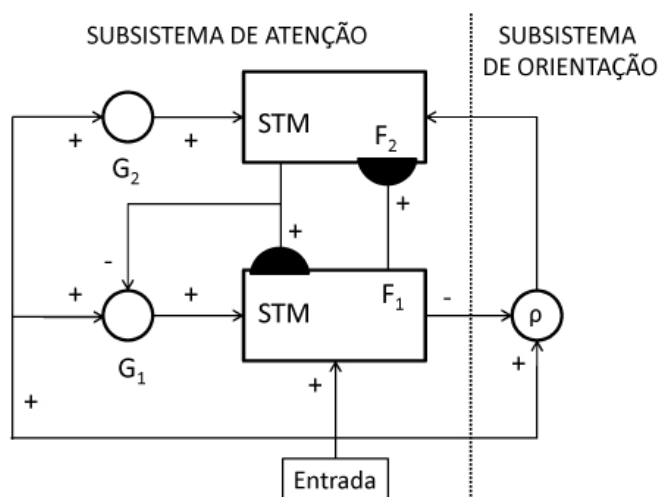 SUBSISTEMA DE ATENÇÃO
SUBSISTEMA
DE ORIENTAÇÃO
STM
F2
+
+
G2
+
+
-
STM
F1
+
+
-
ρ
G1
+
+
+
Entrada